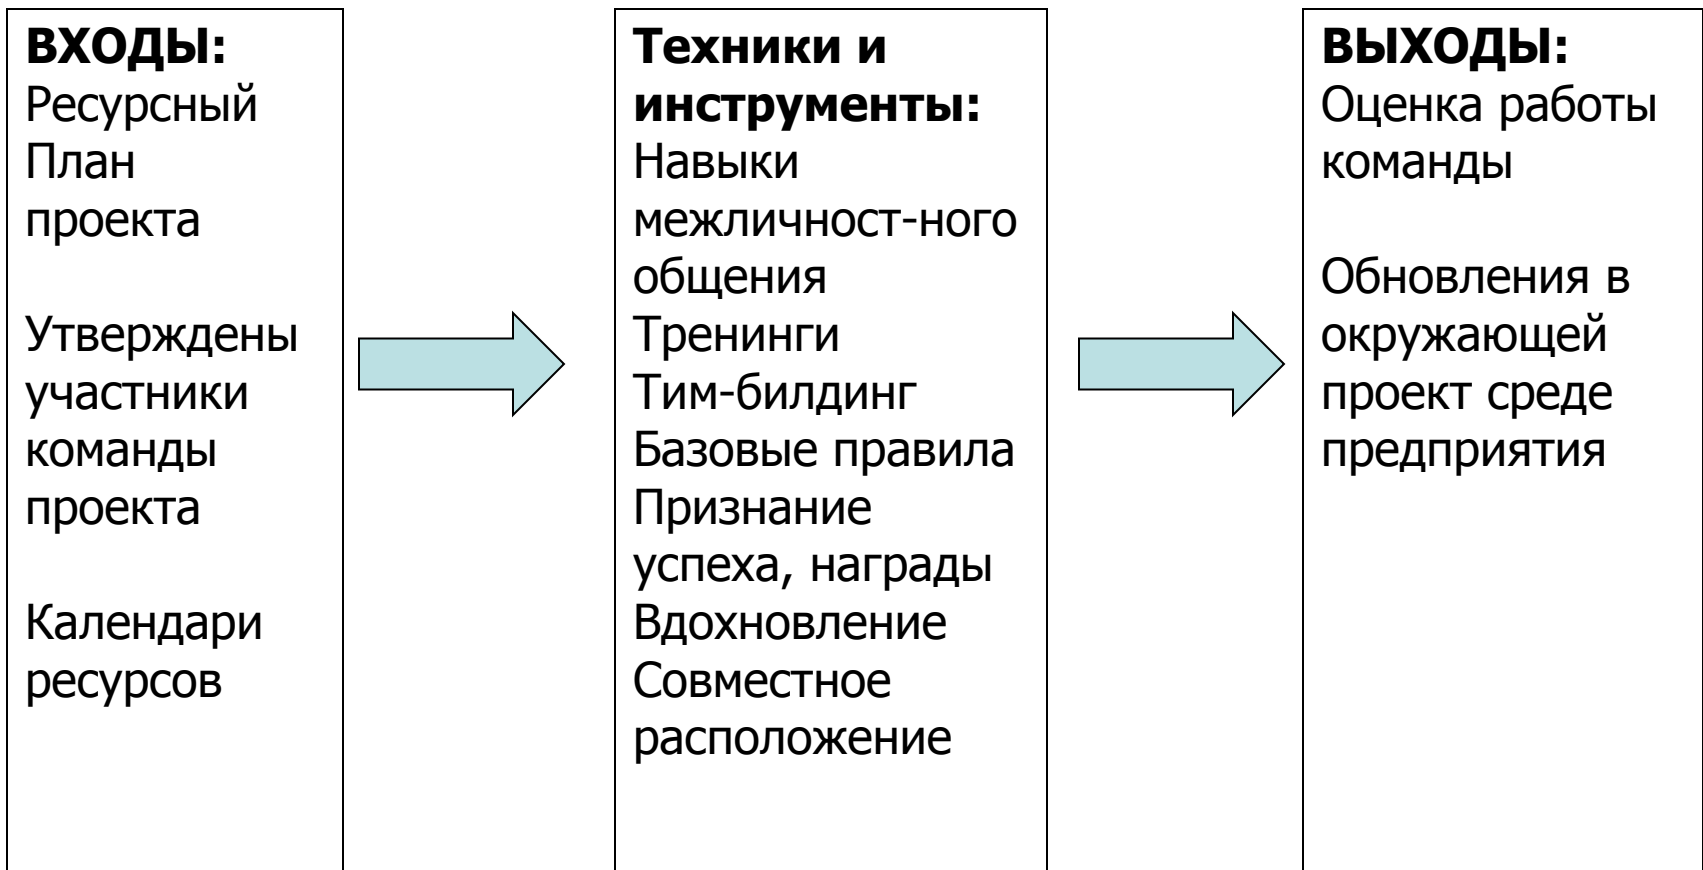 ВХОДЫ:
Ресурсный
План
проекта
Утверждены
участники
команды
проекта
Календари
ресурсов
Техники и
инструменты:
Навыки
межличност-ного
общения
Тренинги
Тим-билдинг
Базовые правила
Признание
успеха, награды
Вдохновление
Совместное
расположение
ВЫХОДЫ:
Оценка работы
команды
Обновления в
окружающей
проект среде
предприятия